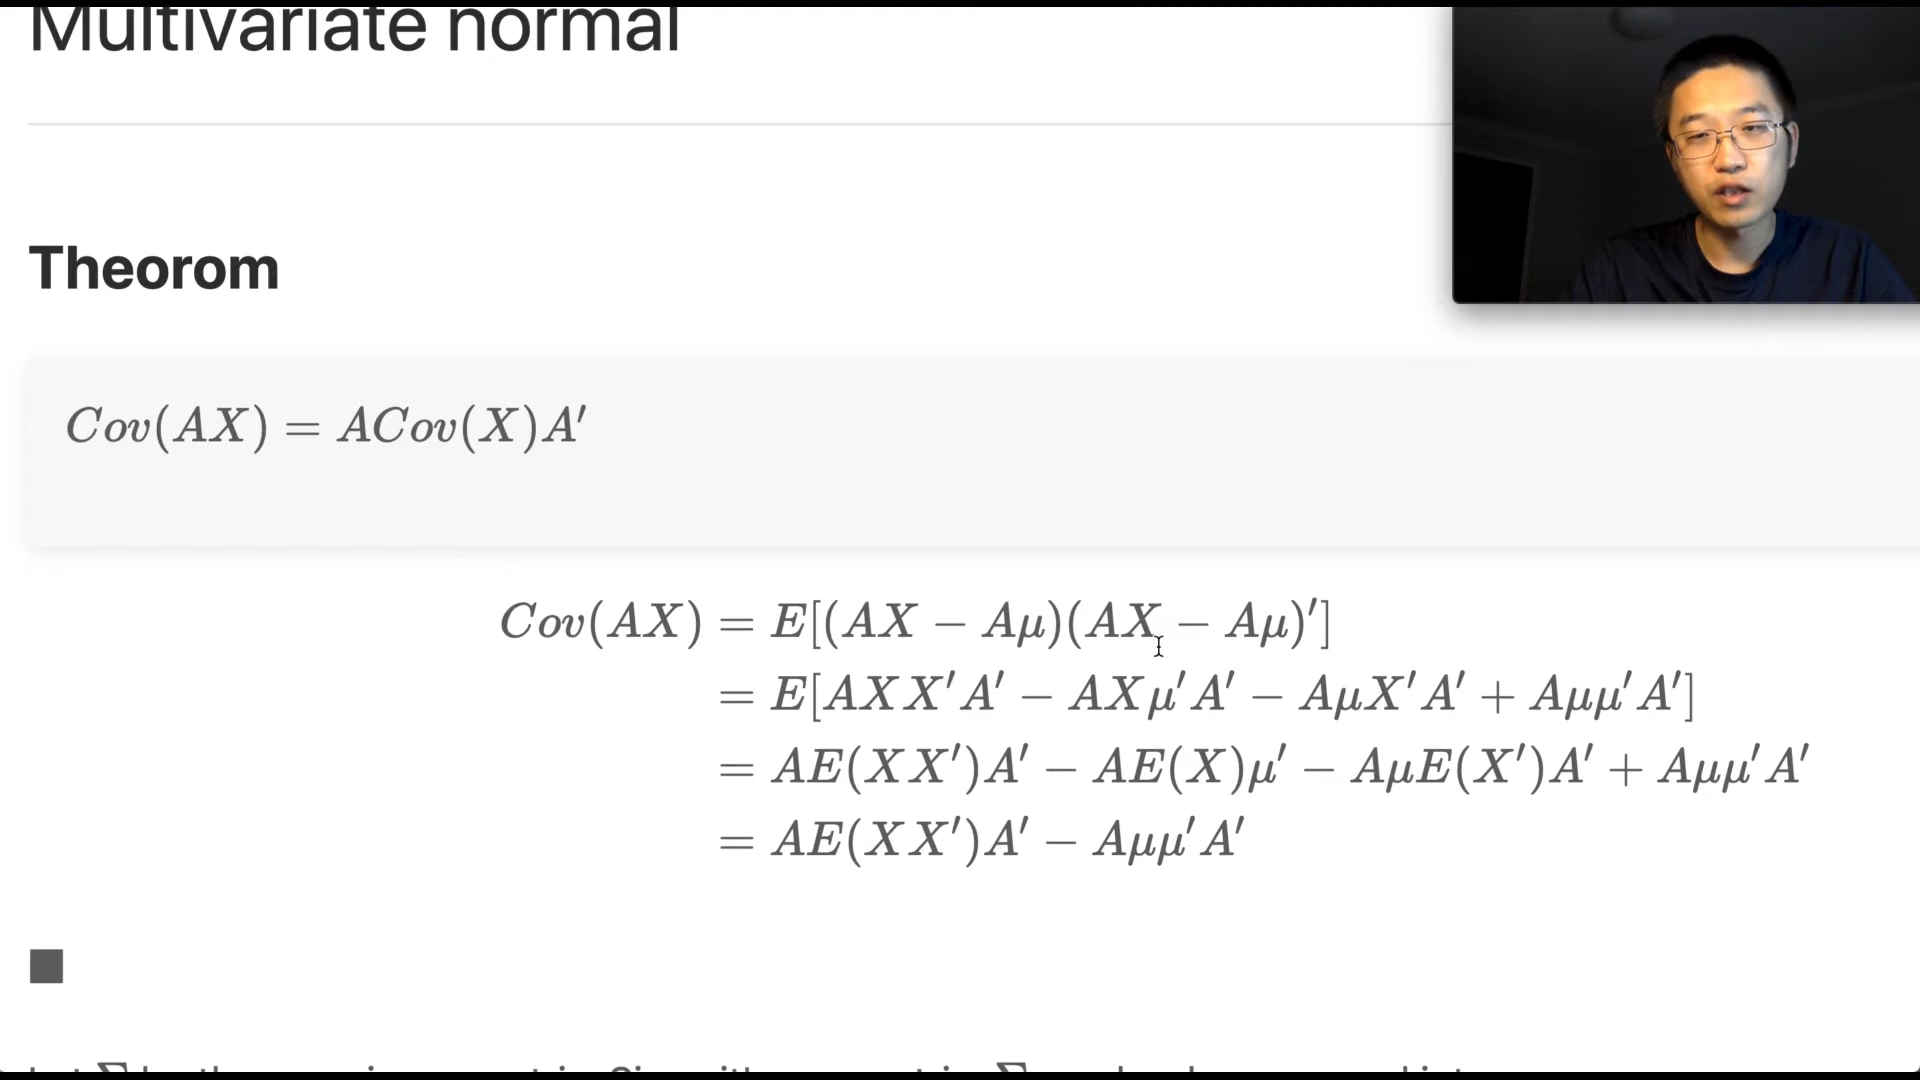 Multivariate normal
Theorom
Cov(AX) = ACov(X)A′
Cov(AX) = E[(AX − Aμ)(AX − Aμ)′]
= E[AXX′A′ − AXμ′A′ − AμX′A′ + Aμμ′A′]
= AE(XX′)A′ − AE(X)μ′ − AμE(X′)A′ + Aμμ′A′
= AE(XX′)A′ − Aμμ′A′